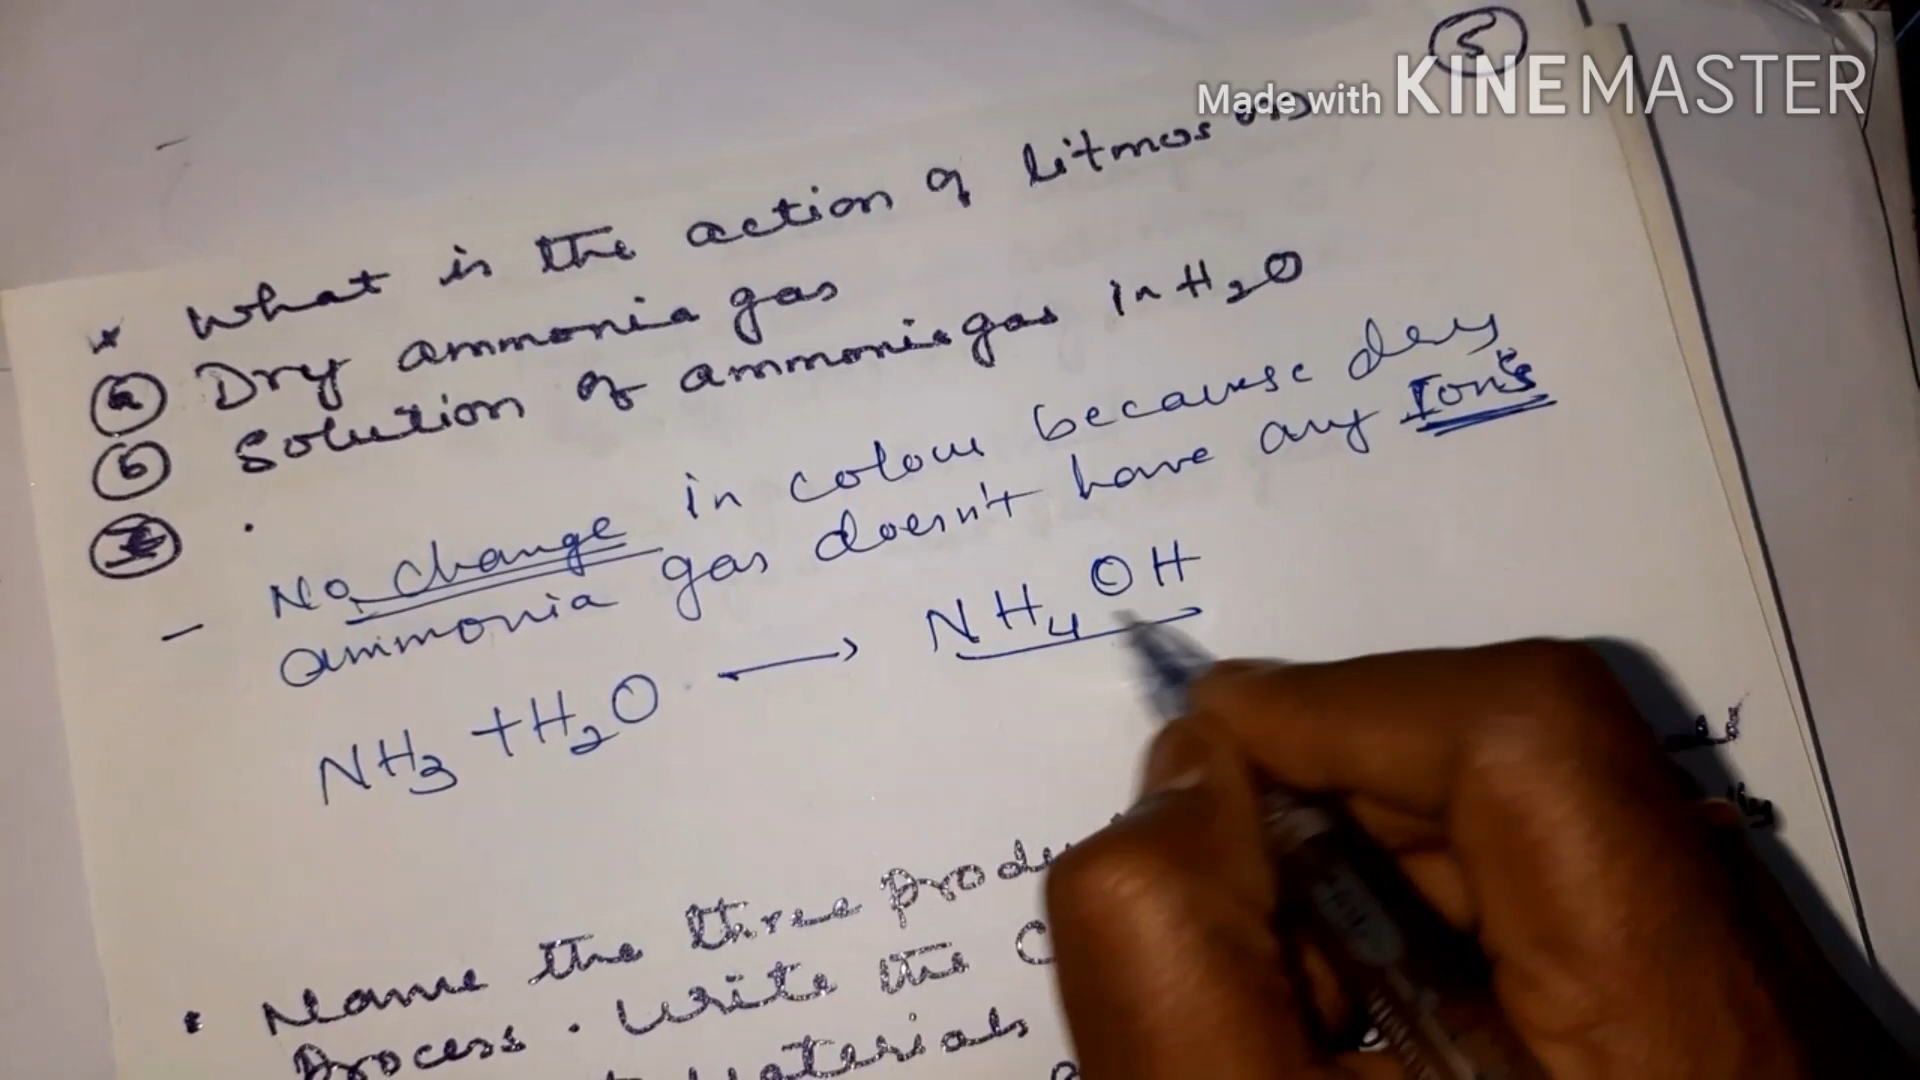 5
Made with KINEMASTER
* What is the action of litmos on
a Dry ammonia gas
b Solution of ammonia gas in H₂O
- No change in colour because dry
ammonia gas doesn't have any Ions
NH₃ + H₂O → NH₄OH
• Name the three
Process. Write the
Materials